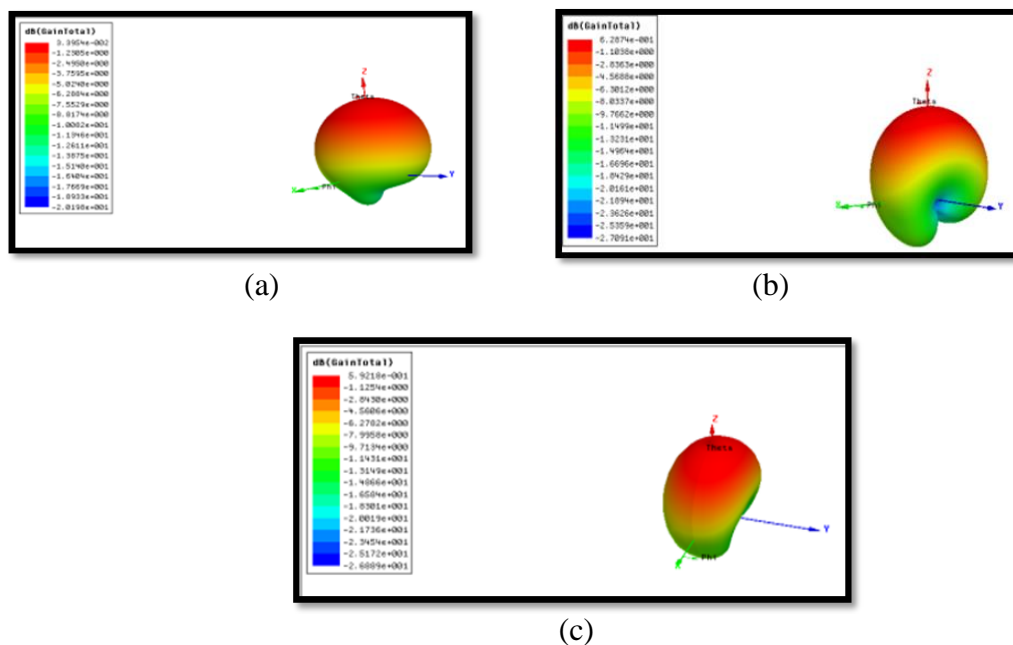 dB(GainTotal)
3.3954e-002
-1.2305e+000
-2.4950e+000
-3.7595e+000
-5.0240e+000
-6.2884e+000
-7.5529e+000
-8.8174e+000
-1.0082e+001
-1.1346e+001
-1.2611e+001
-1.3875e+001
-1.5140e+001
-1.6404e+001
-1.7669e+001
-1.8933e+001
-2.0198e+001
Z
Theta
X
Phi
Y
(a)
dB(GainTotal)
6.2874e-001
-1.1038e+000
-2.8363e+000
-4.5688e+000
-6.3012e+000
-8.0337e+000
-9.7662e+000
-1.1499e+001
-1.3231e+001
-1.4964e+001
-1.6696e+001
-1.8429e+001
-2.0161e+001
-2.1894e+001
-2.3626e+001
-2.5359e+001
-2.7091e+001
Z
Theta
X
Phi
Y
(b)
dB(GainTotal)
5.9218e-001
-1.1254e+000
-2.8430e+000
-4.5606e+000
-6.2782e+000
-7.9958e+000
-9.7134e+000
-1.1431e+001
-1.3149e+001
-1.4866e+001
-1.6584e+001
-1.8301e+001
-2.0019e+001
-2.1736e+001
-2.3454e+001
-2.5172e+001
-2.6889e+001
Z
Theta
Y
X
Phi
(c)